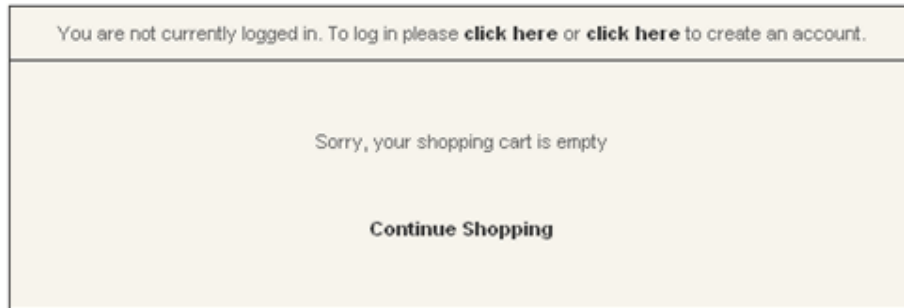 You are not currently logged in. To log in please click here or click here to create an account.
Sorry, your shopping cart is empty
Continue Shopping